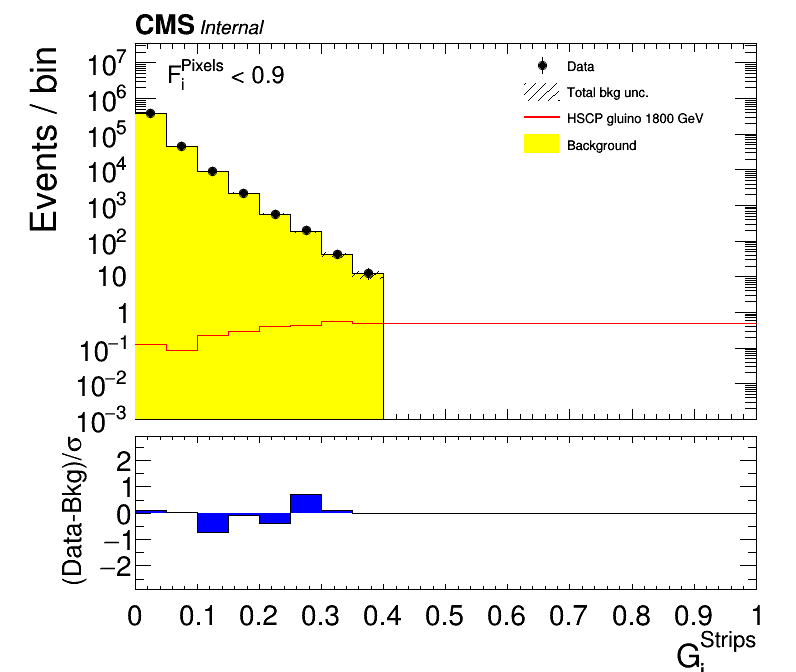 CMS Internal
F_i^Pixels < 0.9
Data
Total bkg unc.
HSCP gluino 1800 GeV
Background
Events / bin
10^7
10^6
10^5
10^4
10^3
10^2
10
1
10^−1
10^−2
10^−3
(Data-Bkg)/σ
2
1
0
−1
−2
0 0.1 0.2 0.3 0.4 0.5 0.6 0.7 0.8 0.9 1
G_i^Strips